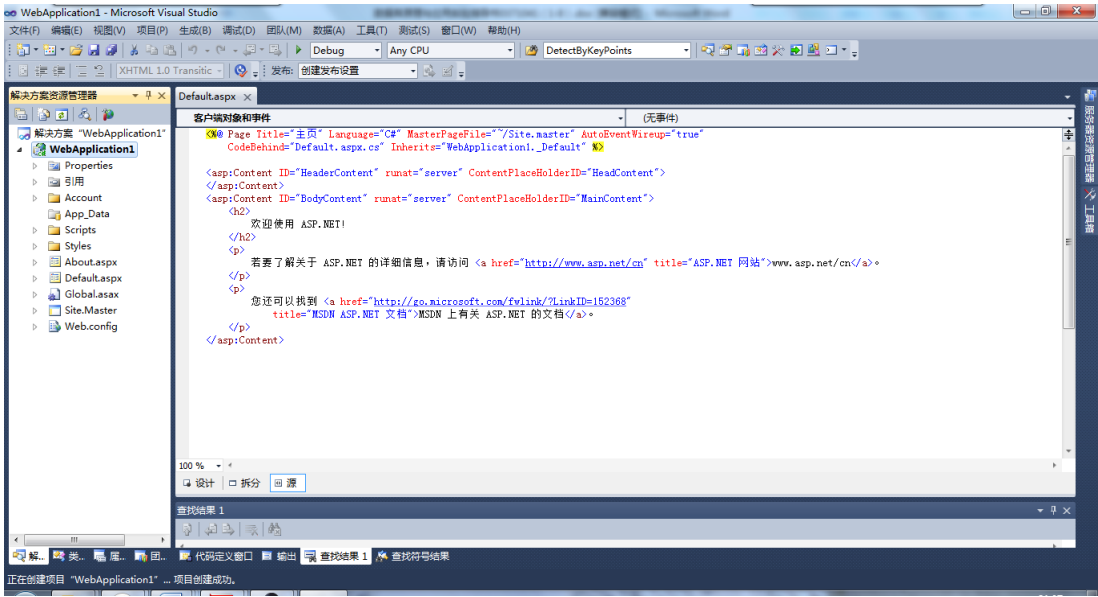 WebApplication1 - Microsoft Visual Studio
文件(F) 编辑(E) 视图(V) 项目(P) 生成(B) 调试(D) 团队(M) 数据(A) 工具(T) 测试(S) 窗口(W) 帮助(H)
Debug Any CPU DetectByKeyPoints
XHTML 1.0 Transitic 发布: 创建发布设置
解决方案资源管理器
解决方案 "WebApplication1"
WebApplication1
Properties
引用
Account
App_Data
Scripts
Styles
About.aspx
Default.aspx
Global.asax
Site.Master
Web.config
Default.aspx
客户端对象和事件 (无事件)
<%@ Page Title="主页" Language="C#" MasterPageFile="~/Site.master" AutoEventWireup="true"
CodeBehind="Default.aspx.cs" Inherits="WebApplication1._Default" %>
<asp:Content ID="HeaderContent" runat="server" ContentPlaceHolderID="HeadContent">
</asp:Content>
<asp:Content ID="BodyContent" runat="server" ContentPlaceHolderID="MainContent">
<h2>
欢迎使用 ASP.NET!
</h2>
<p>
若要了解关于 ASP.NET 的详细信息，请访问 <a href="http://www.asp.net/cn" title="ASP.NET 网站">www.asp.net/cn</a>。
</p>
<p>
您还可以找到 <a href="http://go.microsoft.com/fwlink/?LinkID=152368"
title="MSDN ASP.NET 文档">MSDN 上有关 ASP.NET 的文档</a>。
</p>
</asp:Content>
100 %
设计 拆分 源
服务器资源管理器
工具箱
查找结果 1
解... 类... 属... 团... 代码定义窗口 输出 查找结果 1 查找符号结果
正在创建项目 "WebApplication1" ... 项目创建成功。